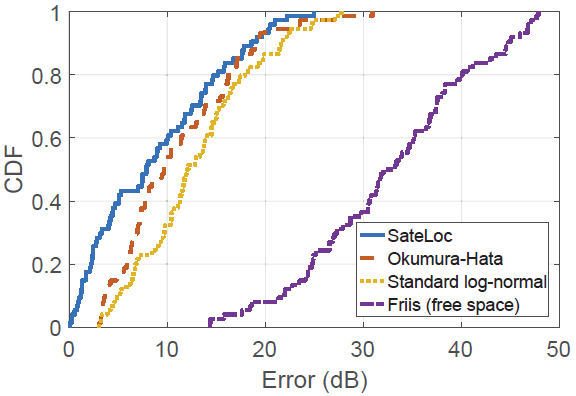 CDF
1
0.8
0.6
0.4
0.2
0
0 10 20 30 40 50
Error (dB)
SateLoc
Okumura-Hata
Standard log-normal
Friis (free space)